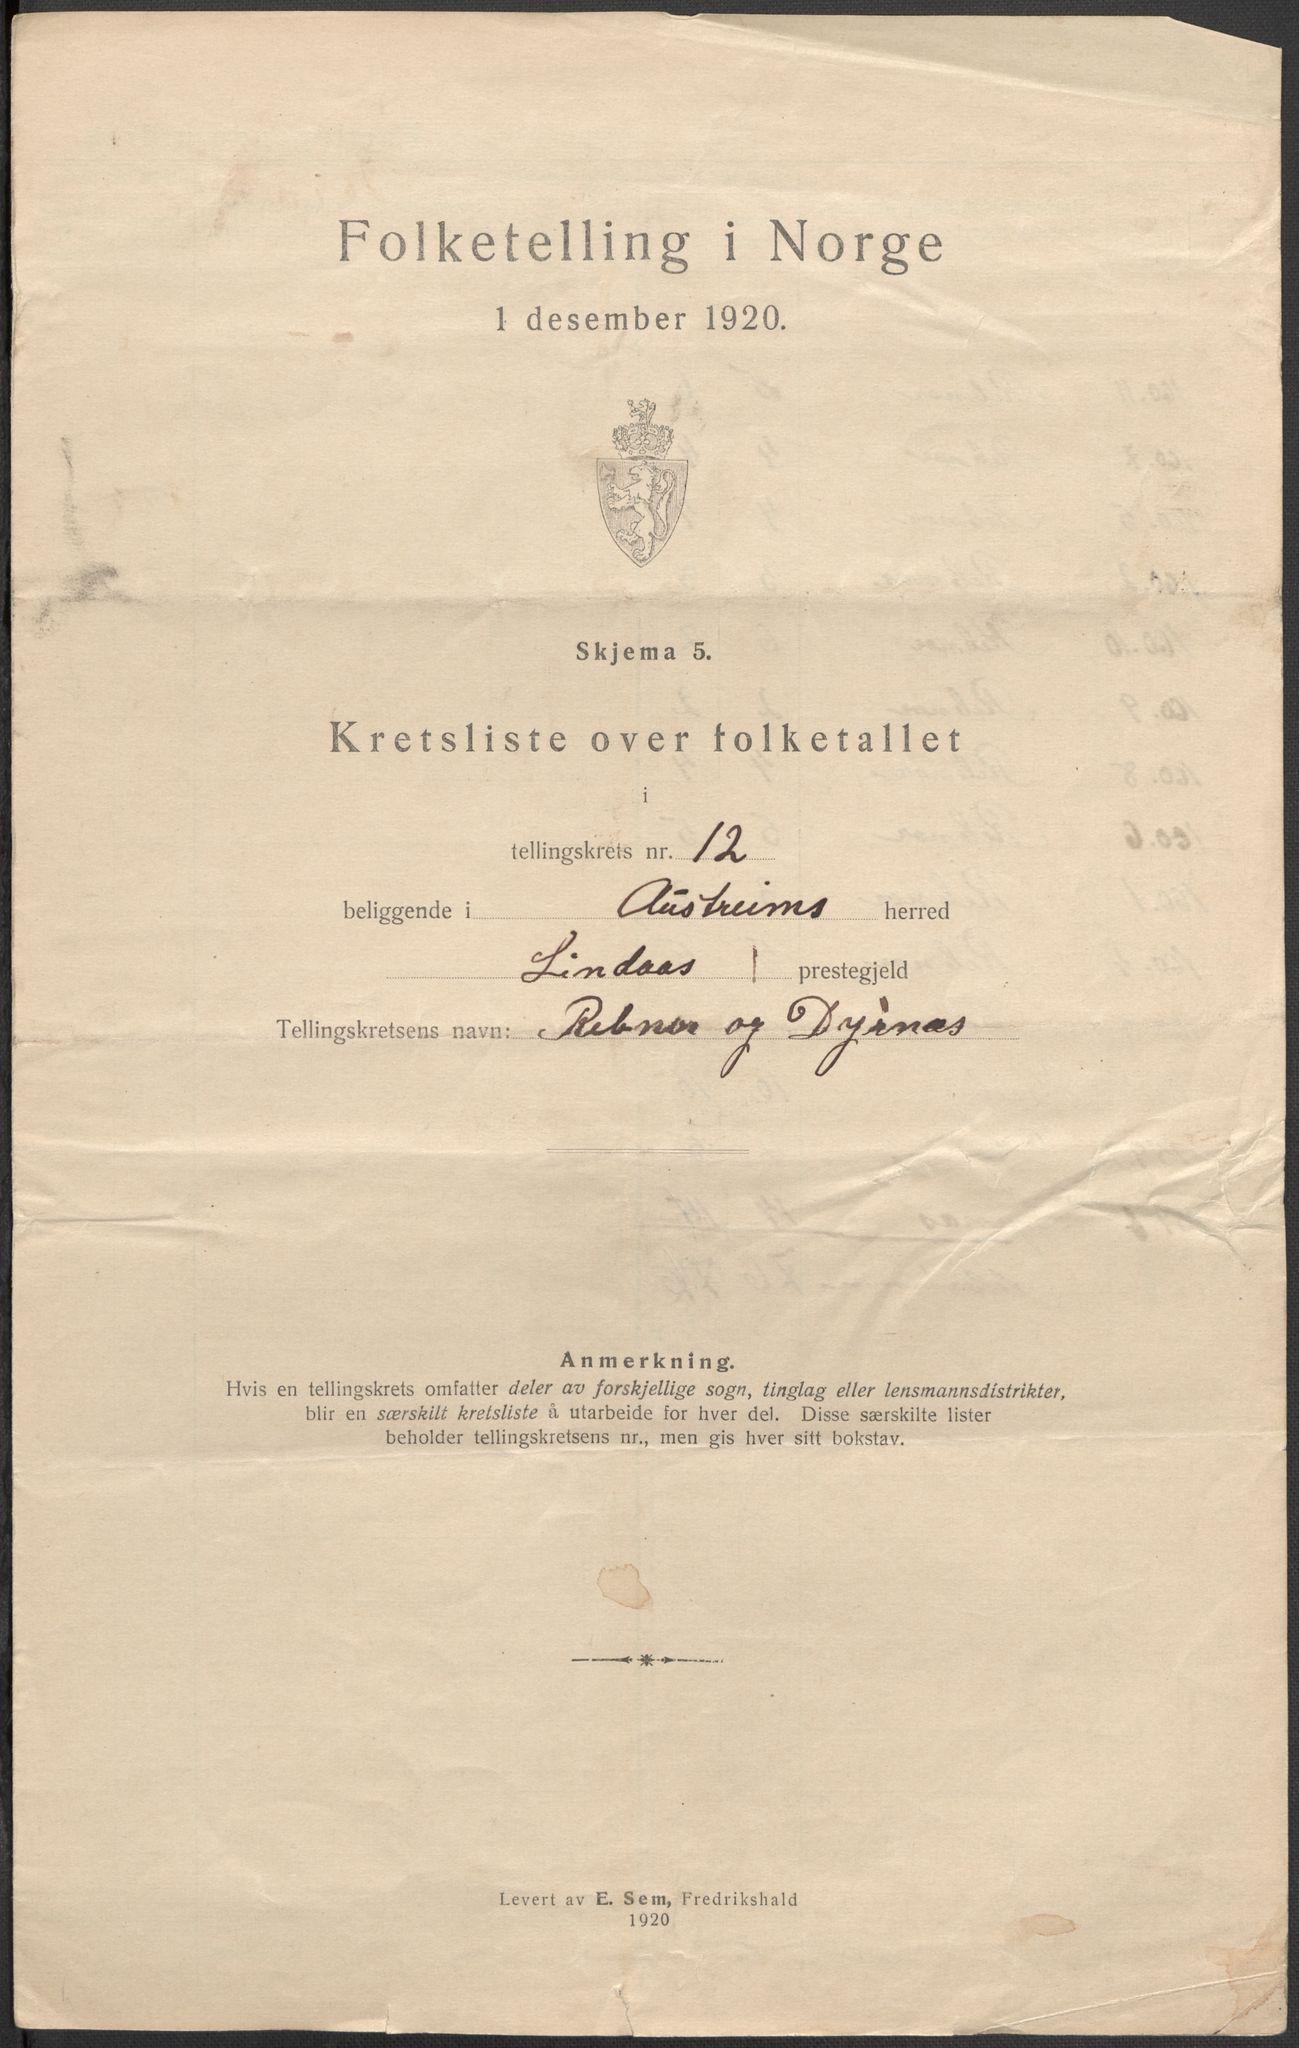 Folketelling i Norge
1 desember 1920.
Skjema 5.
Kretsliste over folketallet
i
tellingskrets nr. 12
beliggende i Austreims herred
Lindaas prestegjeld
Tellingskretsens navn: Rebnor og Dyrnas
Anmerkning.
Hvis en tellingskrets omfatter deler av forskjellige sogn, tinglag eller lensmannsdistrikter,
blir en særskilt kretsliste å utarbeide for hver del. Disse særskilte lister
beholder tellingskretsens nr., men gis hver sitt bokstav.
Levert av E. Sem, Fredrikshald
1920